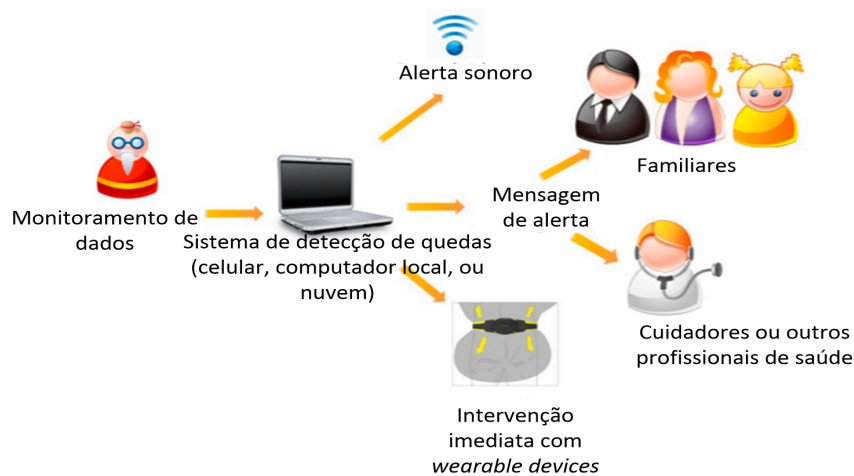 Alerta sonoro
Familiares
Monitoramento de
dados
Sistema de detecção de quedas
(celular, computador local, ou
nuvem)
Mensagem
de alerta
Cuidadores ou outros
profissionais de saúde
Intervenção
imediata com
wearable devices